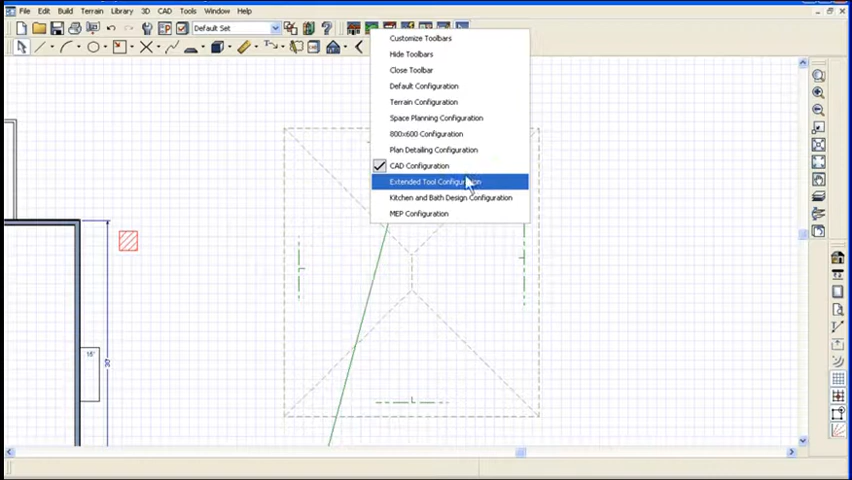 File Edit Build Terrain Library 3D CAD Tools Window Help
Default Set
Customize Toolbars
Hide Toolbars
Close Toolbar
Default Configuration
Terrain Configuration
Space Planning Configuration
800x600 Configuration
Plan Detailing Configuration
CAD Configuration
Extended Tool Configuration
Kitchen and Bath Design Configuration
MEP Configuration
15"